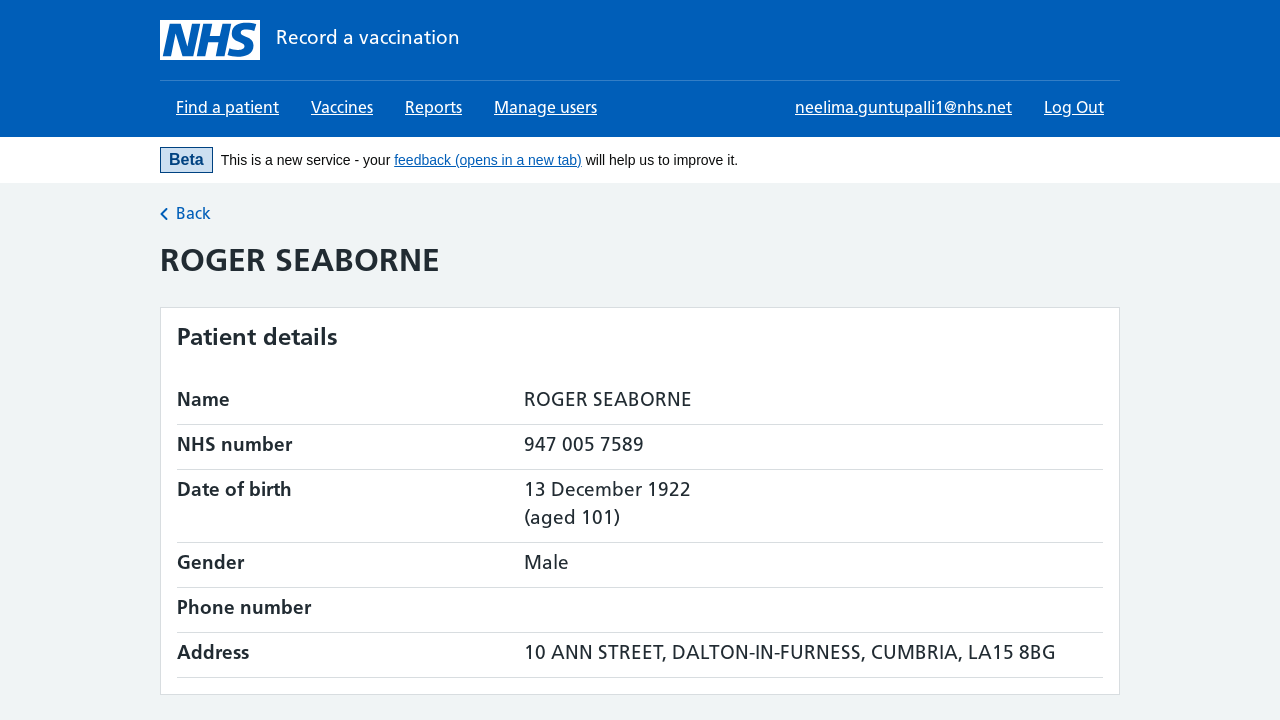 NHS Record a vaccination
Find a patient Vaccines Reports Manage users neelima.guntupalli1@nhs.net Log Out
Beta This is a new service - your feedback (opens in a new tab) will help us to improve it.
Back
ROGER SEABORNE
Patient details
Name ROGER SEABORNE
NHS number 947 005 7589
Date of birth 13 December 1922
(aged 101)
Gender Male
Phone number
Address 10 ANN STREET, DALTON-IN-FURNESS, CUMBRIA, LA15 8BG